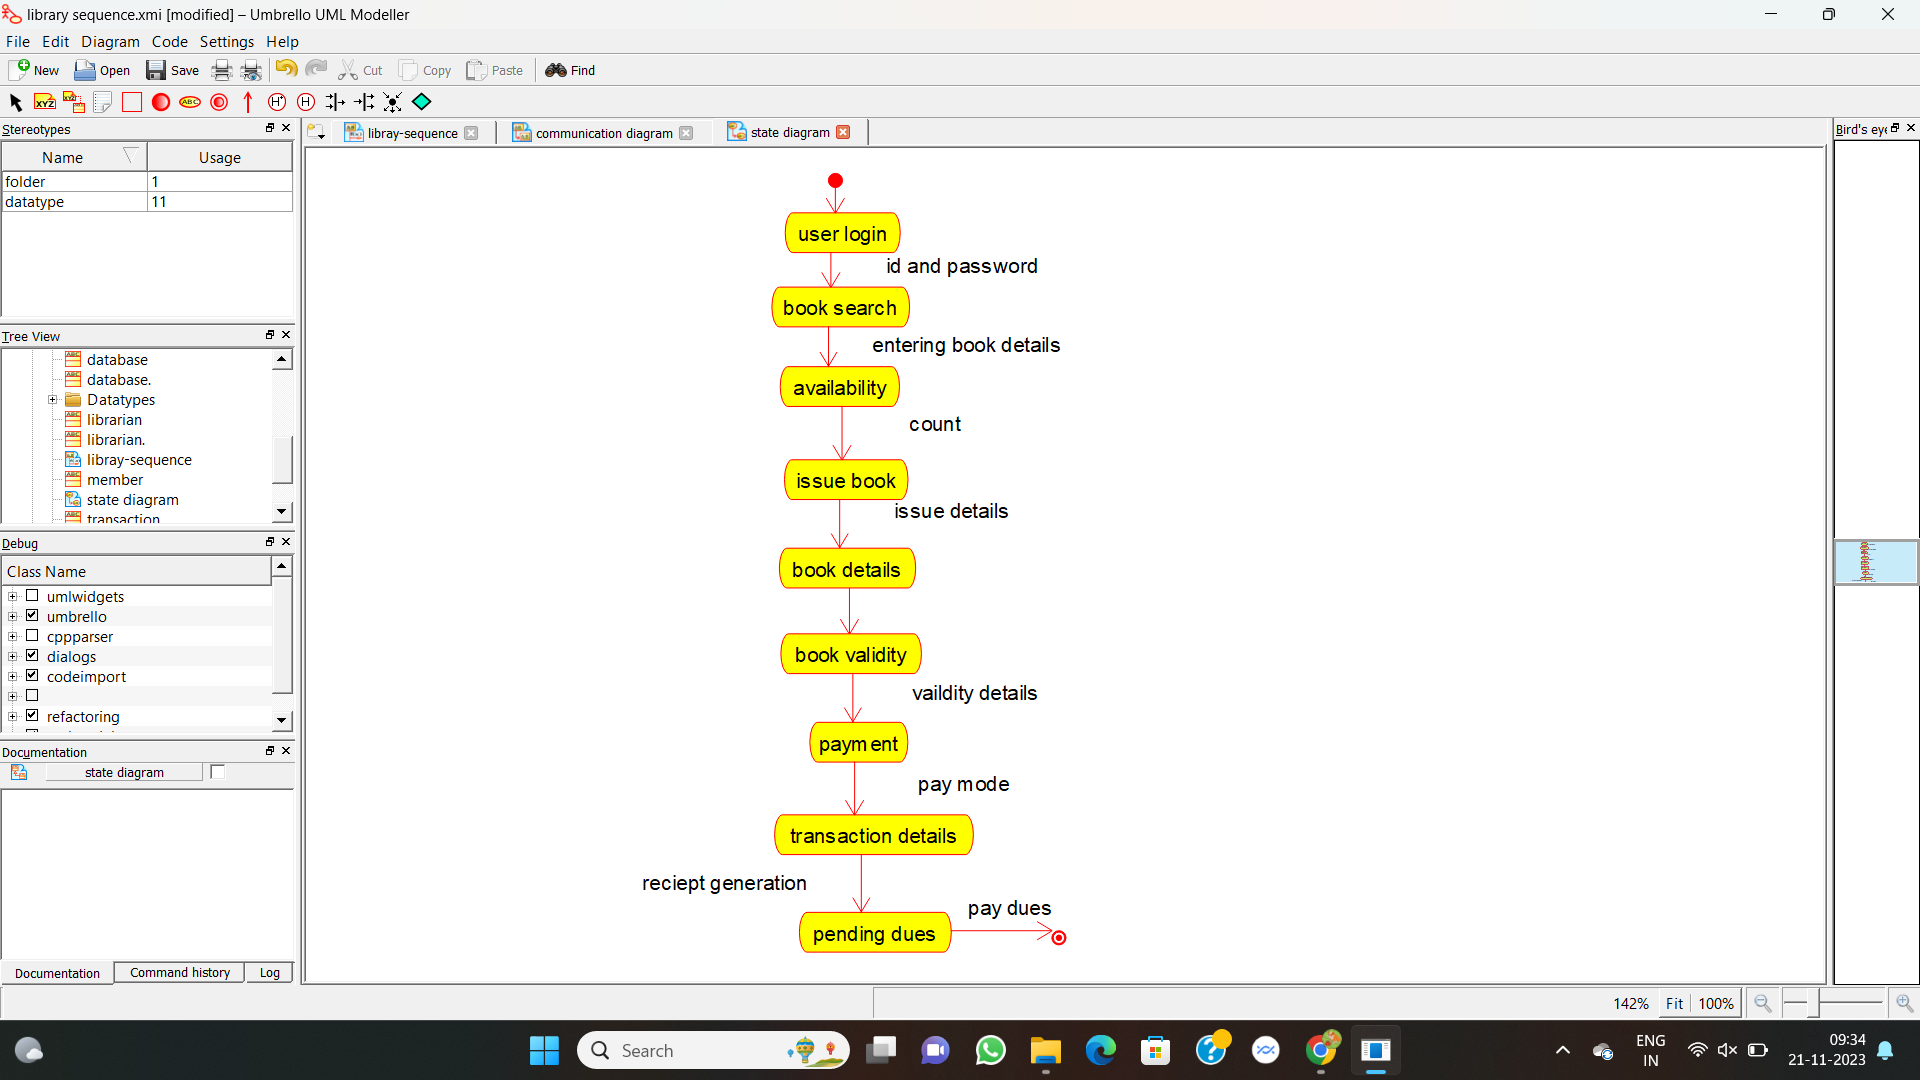 library sequence.xmi [modified] – Umbrello UML Modeller
File Edit Diagram Code Settings Help
New Open Save Cut Copy Paste Find
XYZ XYZ ABC H* H
Stereotypes
Name Usage
folder 1
datatype 11
Tree View
database
database.
Datatypes
librarian
librarian.
libray-sequence
member
state diagram
transaction
Debug
Class Name
umlwidgets
umbrello
cppparser
dialogs
codeimport
refactoring
Documentation
state diagram
Documentation Command history Log
libray-sequence communication diagram state diagram
user login
id and password
book search
entering book details
availability
count
issue book
issue details
book details
book validity
vaildity details
payment
pay mode
transaction details
reciept generation
pending dues
pay dues
Bird's eye
142% Fit 100%
Search
ENG
IN
09:34
21-11-2023